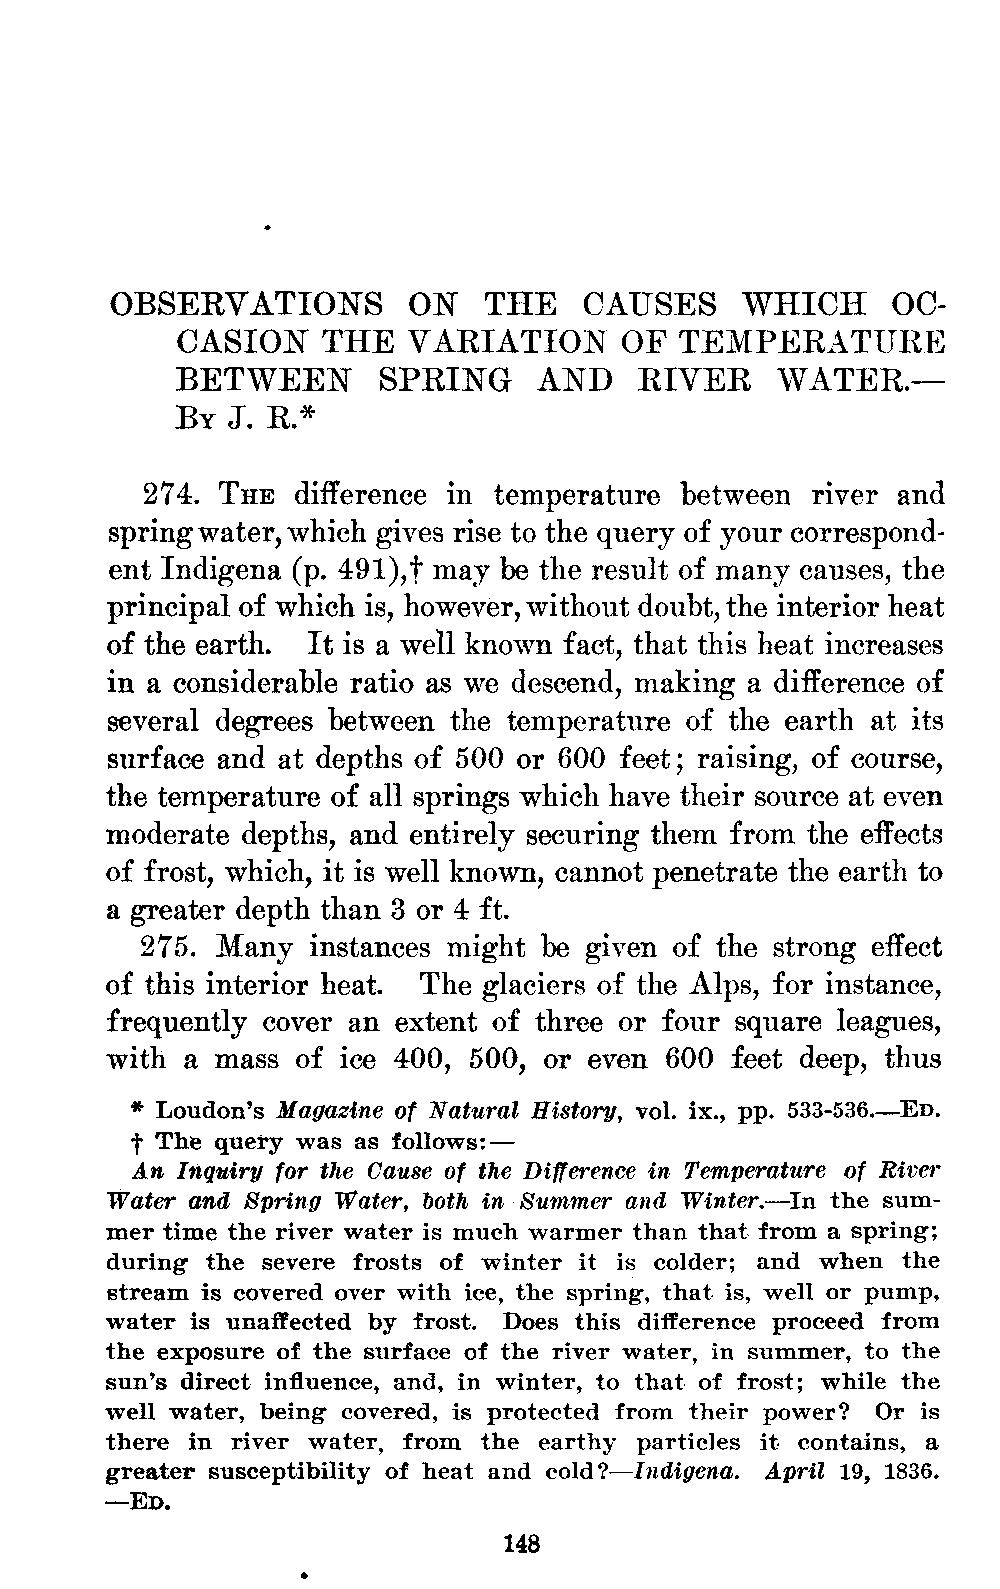 OBSERVATIONS ON THE CAUSES WHICH OC-
CASION THE VARIATION OF TEMPERATURE
BETWEEN SPRING AND RIVER WATER.—
By J. R.*
274. The difference in temperature between river and
spring water, which gives rise to the query of your correspond-
ent Indigena (p. 491),† may be the result of many causes, the
principal of which is, however, without doubt, the interior heat
of the earth. It is a well known fact, that this heat increases
in a considerable ratio as we descend, making a difference of
several degrees between the temperature of the earth at its
surface and at depths of 500 or 600 feet; raising, of course,
the temperature of all springs which have their source at even
moderate depths, and entirely securing them from the effects
of frost, which, it is well known, cannot penetrate the earth to
a greater depth than 3 or 4 ft.
275. Many instances might be given of the strong effect
of this interior heat. The glaciers of the Alps, for instance,
frequently cover an extent of three or four square leagues,
with a mass of ice 400, 500, or even 600 feet deep, thus
* Loudon's Magazine of Natural History, vol. ix., pp. 533-536.—Ed.
† The query was as follows:—
An Inquiry for the Cause of the Difference in Temperature of River
Water and Spring Water, both in Summer and Winter.—In the sum-
mer time the river water is much warmer than that from a spring;
during the severe frosts of winter it is colder; and when the
stream is covered over with ice, the spring, that is, well or pump,
water is unaffected by frost. Does this difference proceed from
the exposure of the surface of the river water, in summer, to the
sun's direct influence, and, in winter, to that of frost; while the
well water, being covered, is protected from their power? Or is
there in river water, from the earthy particles it contains, a
greater susceptibility of heat and cold?—Indigena. April 19, 1836.
—Ed.
148